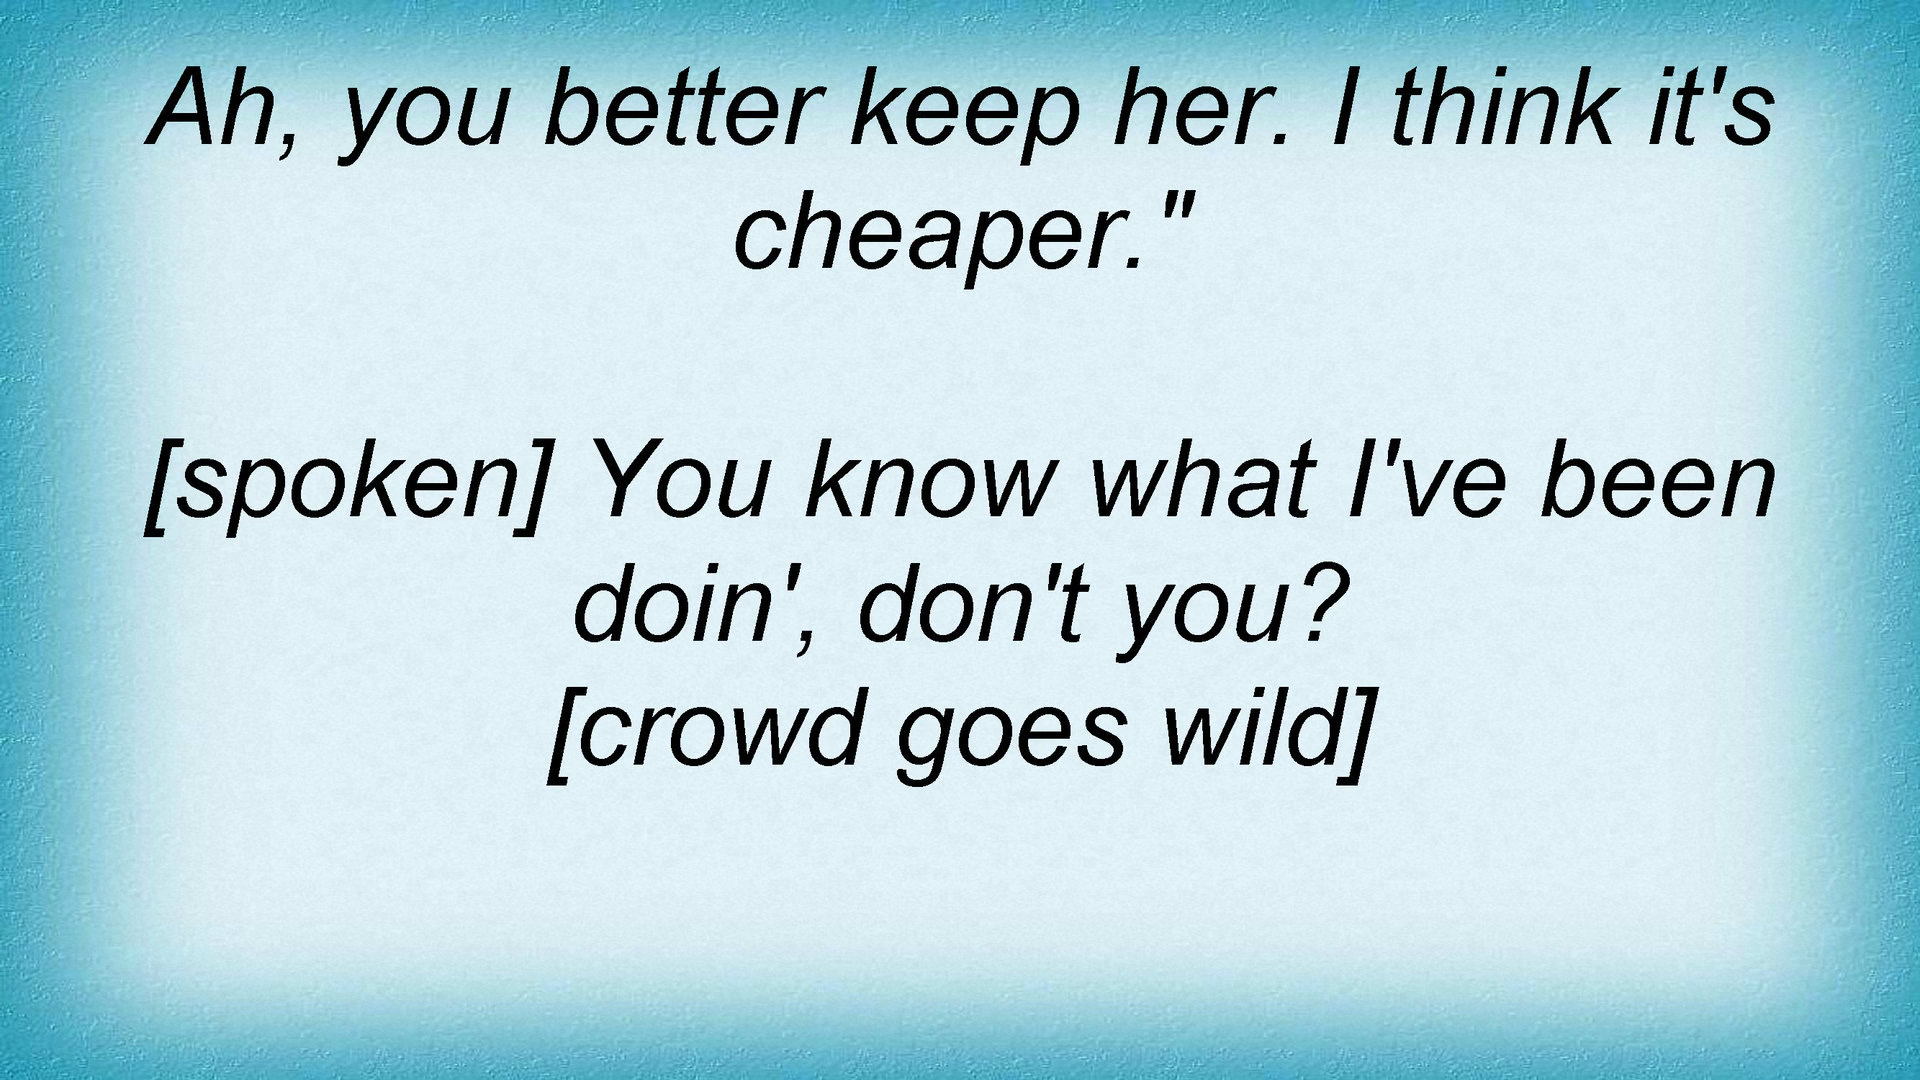 Ah, you better keep her. I think it's
cheaper."
[spoken] You know what I've been
doin', don't you?
[crowd goes wild]